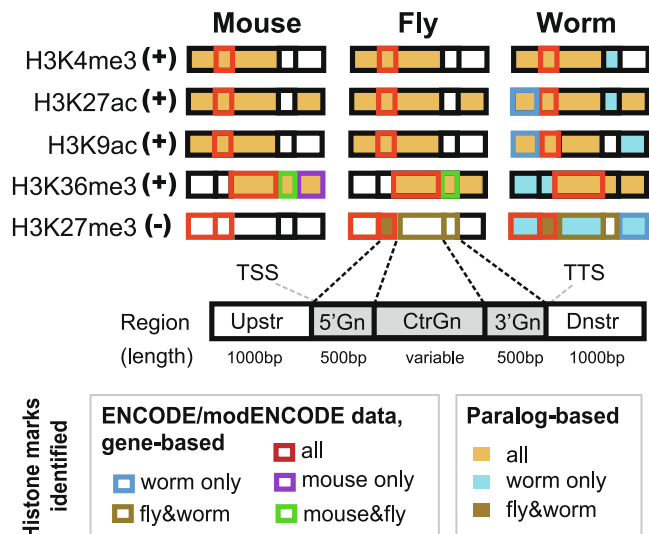 Mouse Fly Worm
H3K4me3 (+)
H3K27ac (+)
H3K9ac (+)
H3K36me3 (+)
H3K27me3 (-)
TSS TTS
Region Upstr 5'Gn CtrGn 3'Gn Dnstr
(length) 1000bp 500bp variable 500bp 1000bp
Histone marks
identified
ENCODE/modENCODE data,
gene-based
all
worm only mouse only
fly&worm mouse&fly
Paralog-based
all
worm only
fly&worm